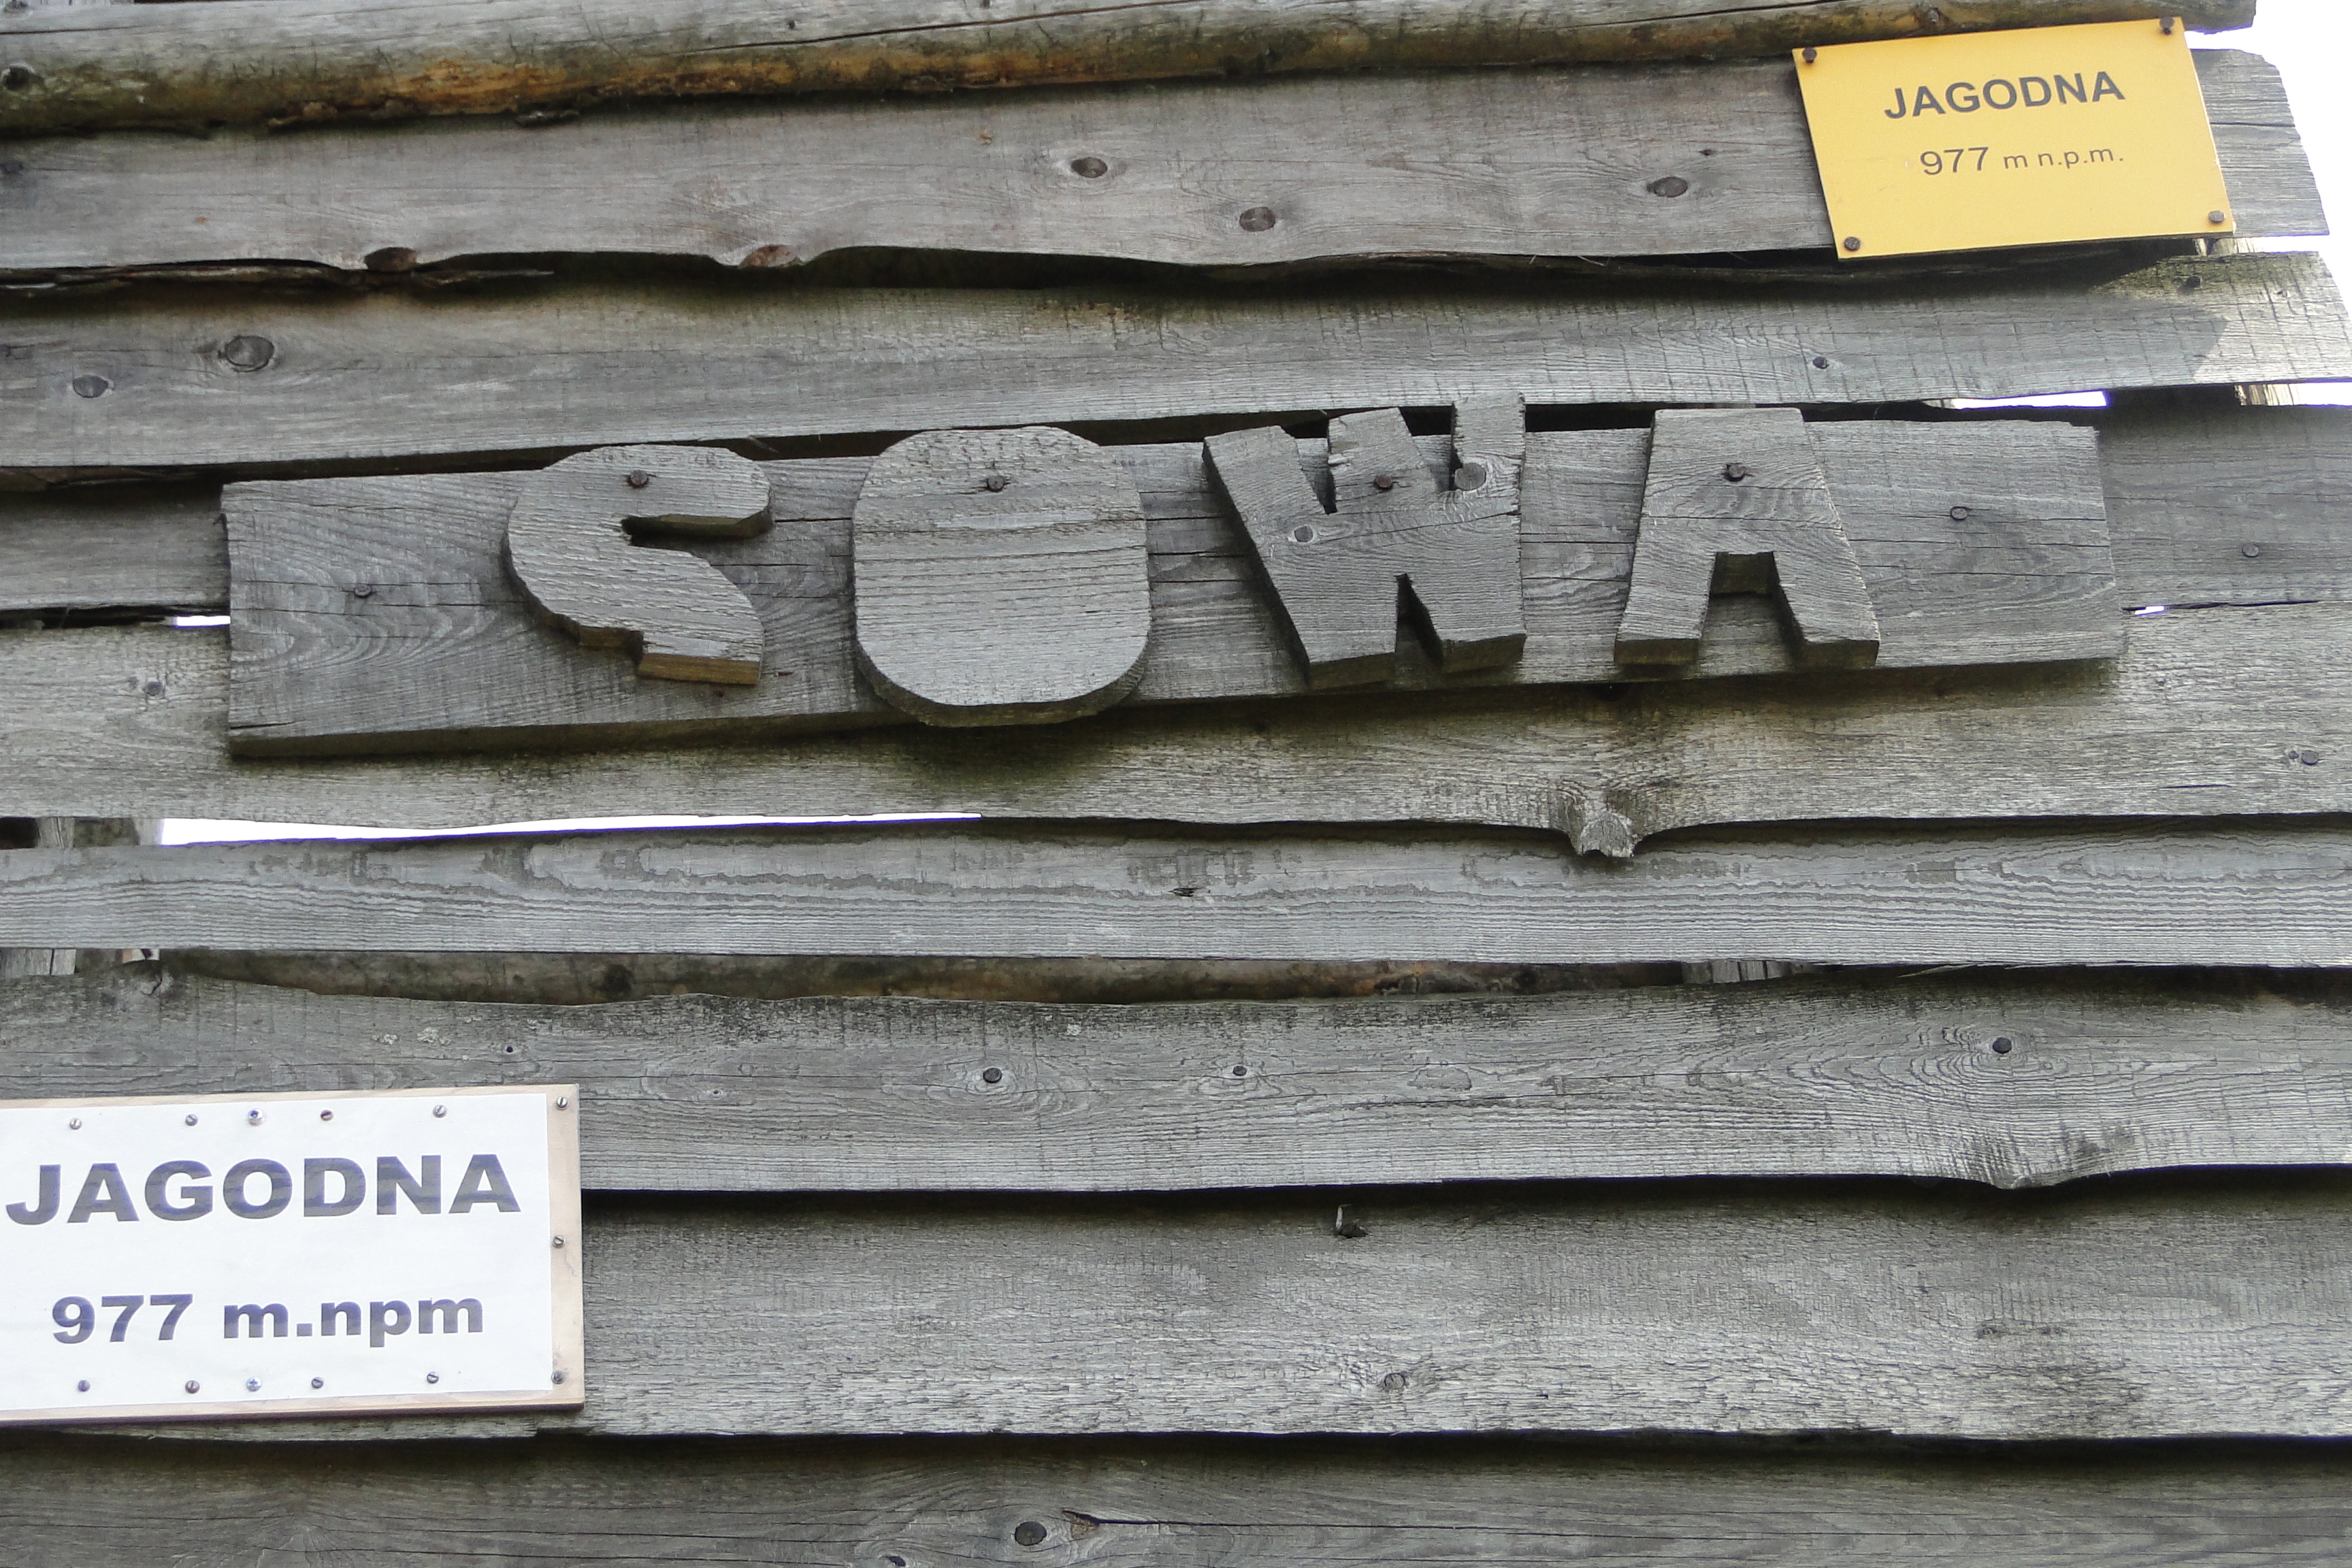 JAGODNA
977 m n.p.m.
SOWA
JAGODNA
977 m.npm